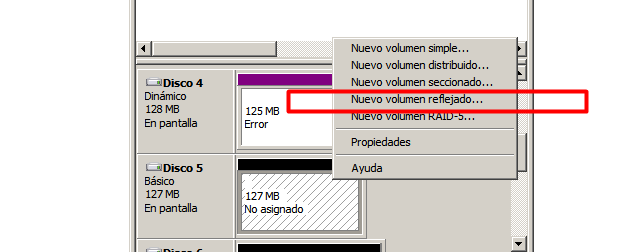 Nuevo volumen simple...
Nuevo volumen distribuido...
Nuevo volumen seccionado...
Nuevo volumen reflejado...
Nuevo volumen RAID-5...
Propiedades
Ayuda
Disco 4
Dinámico
128 MB
En pantalla
125 MB
Error
Disco 5
Básico
127 MB
En pantalla
127 MB
No asignado
Disco 6